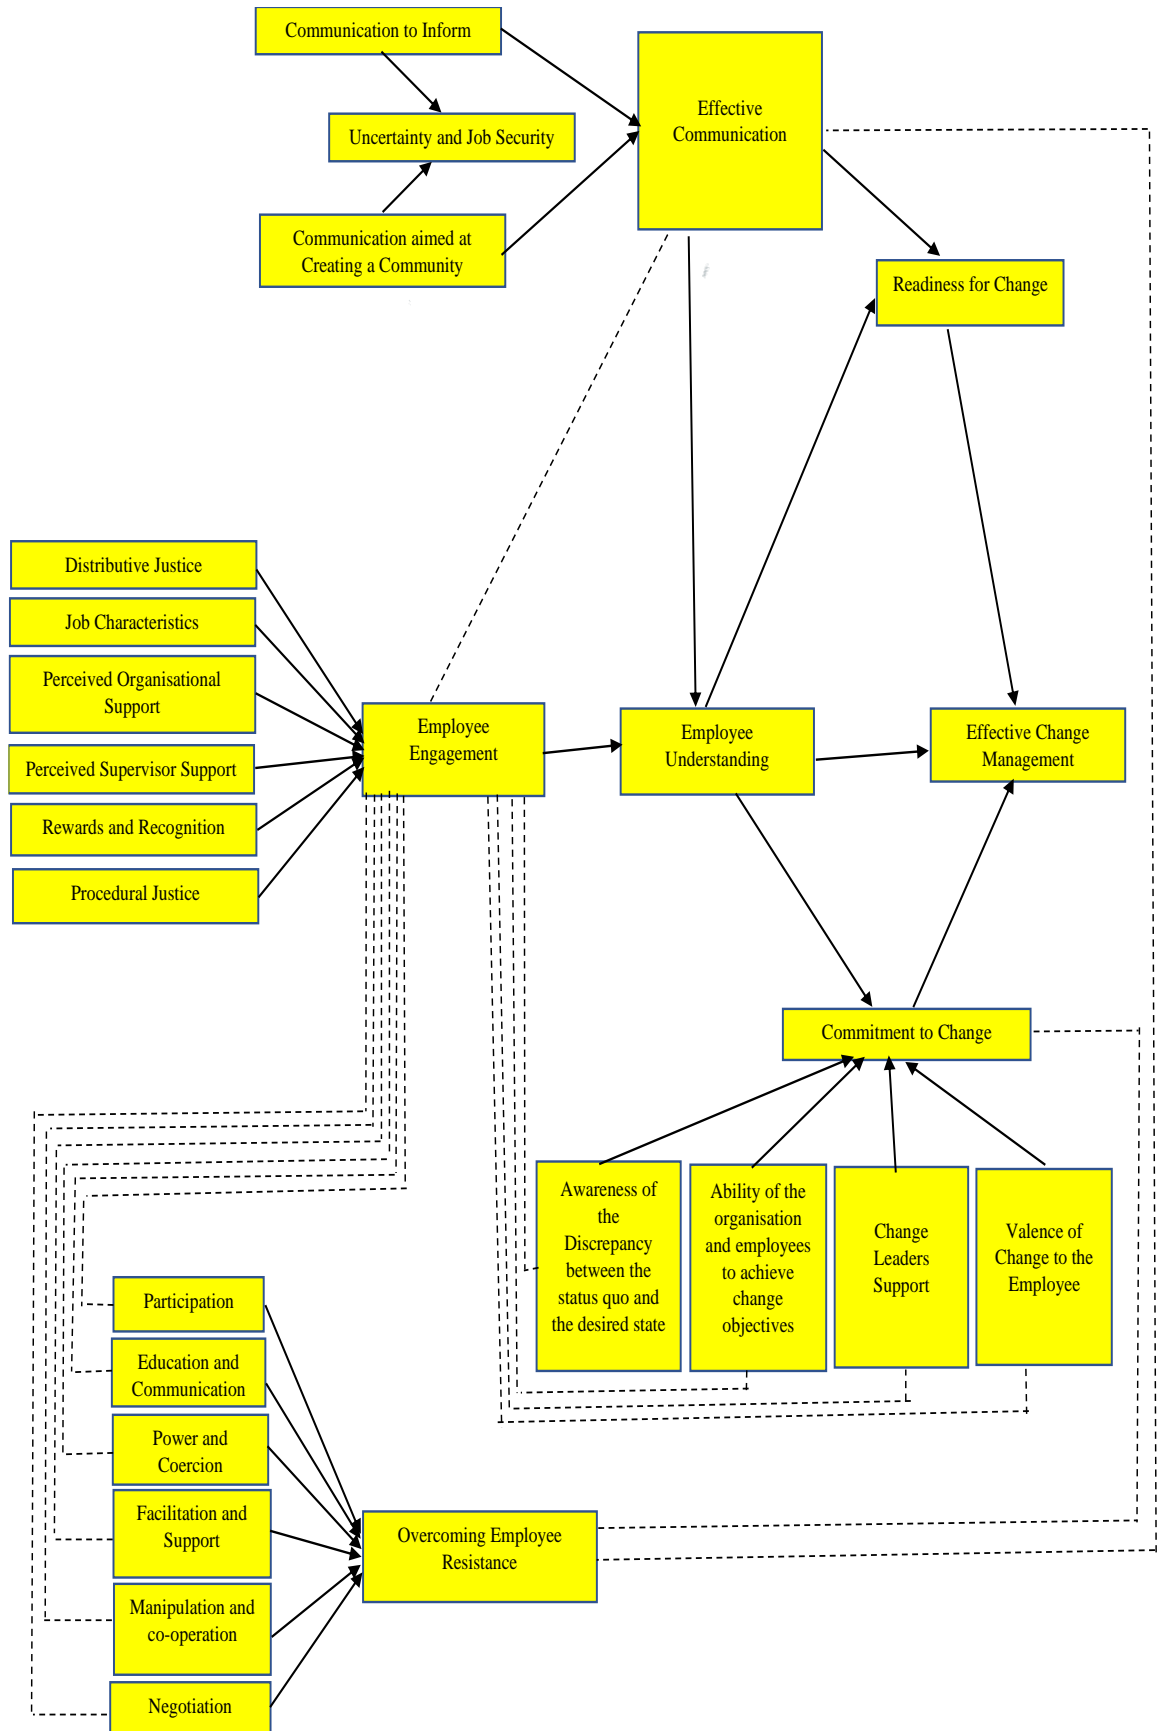 Communication to Inform
Effective
Communication
Uncertainty and Job Security
Communication aimed at
Creating a Community
Readiness for Change
Distributive Justice
Job Characteristics
Perceived Organisational
Support
Perceived Supervisor Support
Rewards and Recognition
Procedural Justice
Employee
Engagement
Employee
Understanding
Effective Change
Management
Commitment to Change
Awareness of
the
Discrepancy
between the
status quo and
the desired state
Ability of the
organisation
and employees
to achieve
change
objectives
Change
Leaders
Support
Valence of
Change to the
Employee
Participation
Education and
Communication
Power and
Coercion
Facilitation and
Support
Manipulation and
co-operation
Negotiation
Overcoming Employee
Resistance